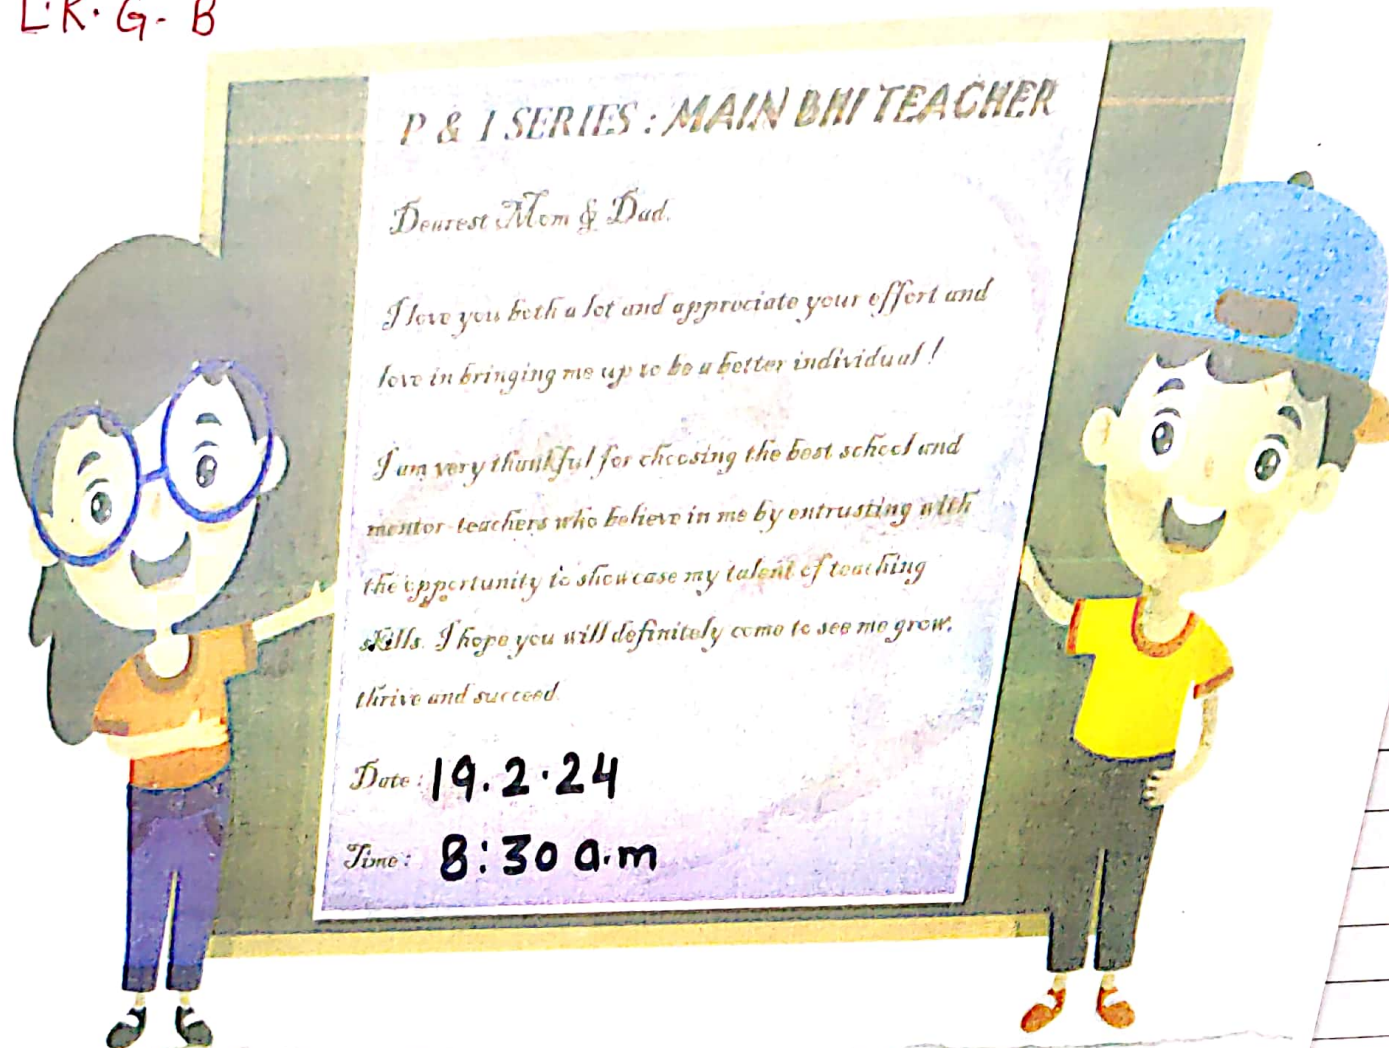 L.K.G-B
P & I SERIES : MAIN BHI TEACHER
Dearest Mom & Dad,
I love you both a lot and appreciate your effort and
love in bringing me up to be a better individual !
I am very thankful for choosing the best school and
mentor-teachers who believe in me by entrusting with
the opportunity to showcase my talent of teaching
skills. I hope you will definitely come to see me grow,
thrive and succeed.
Date : 19.2.24
Time : 8:30 a.m